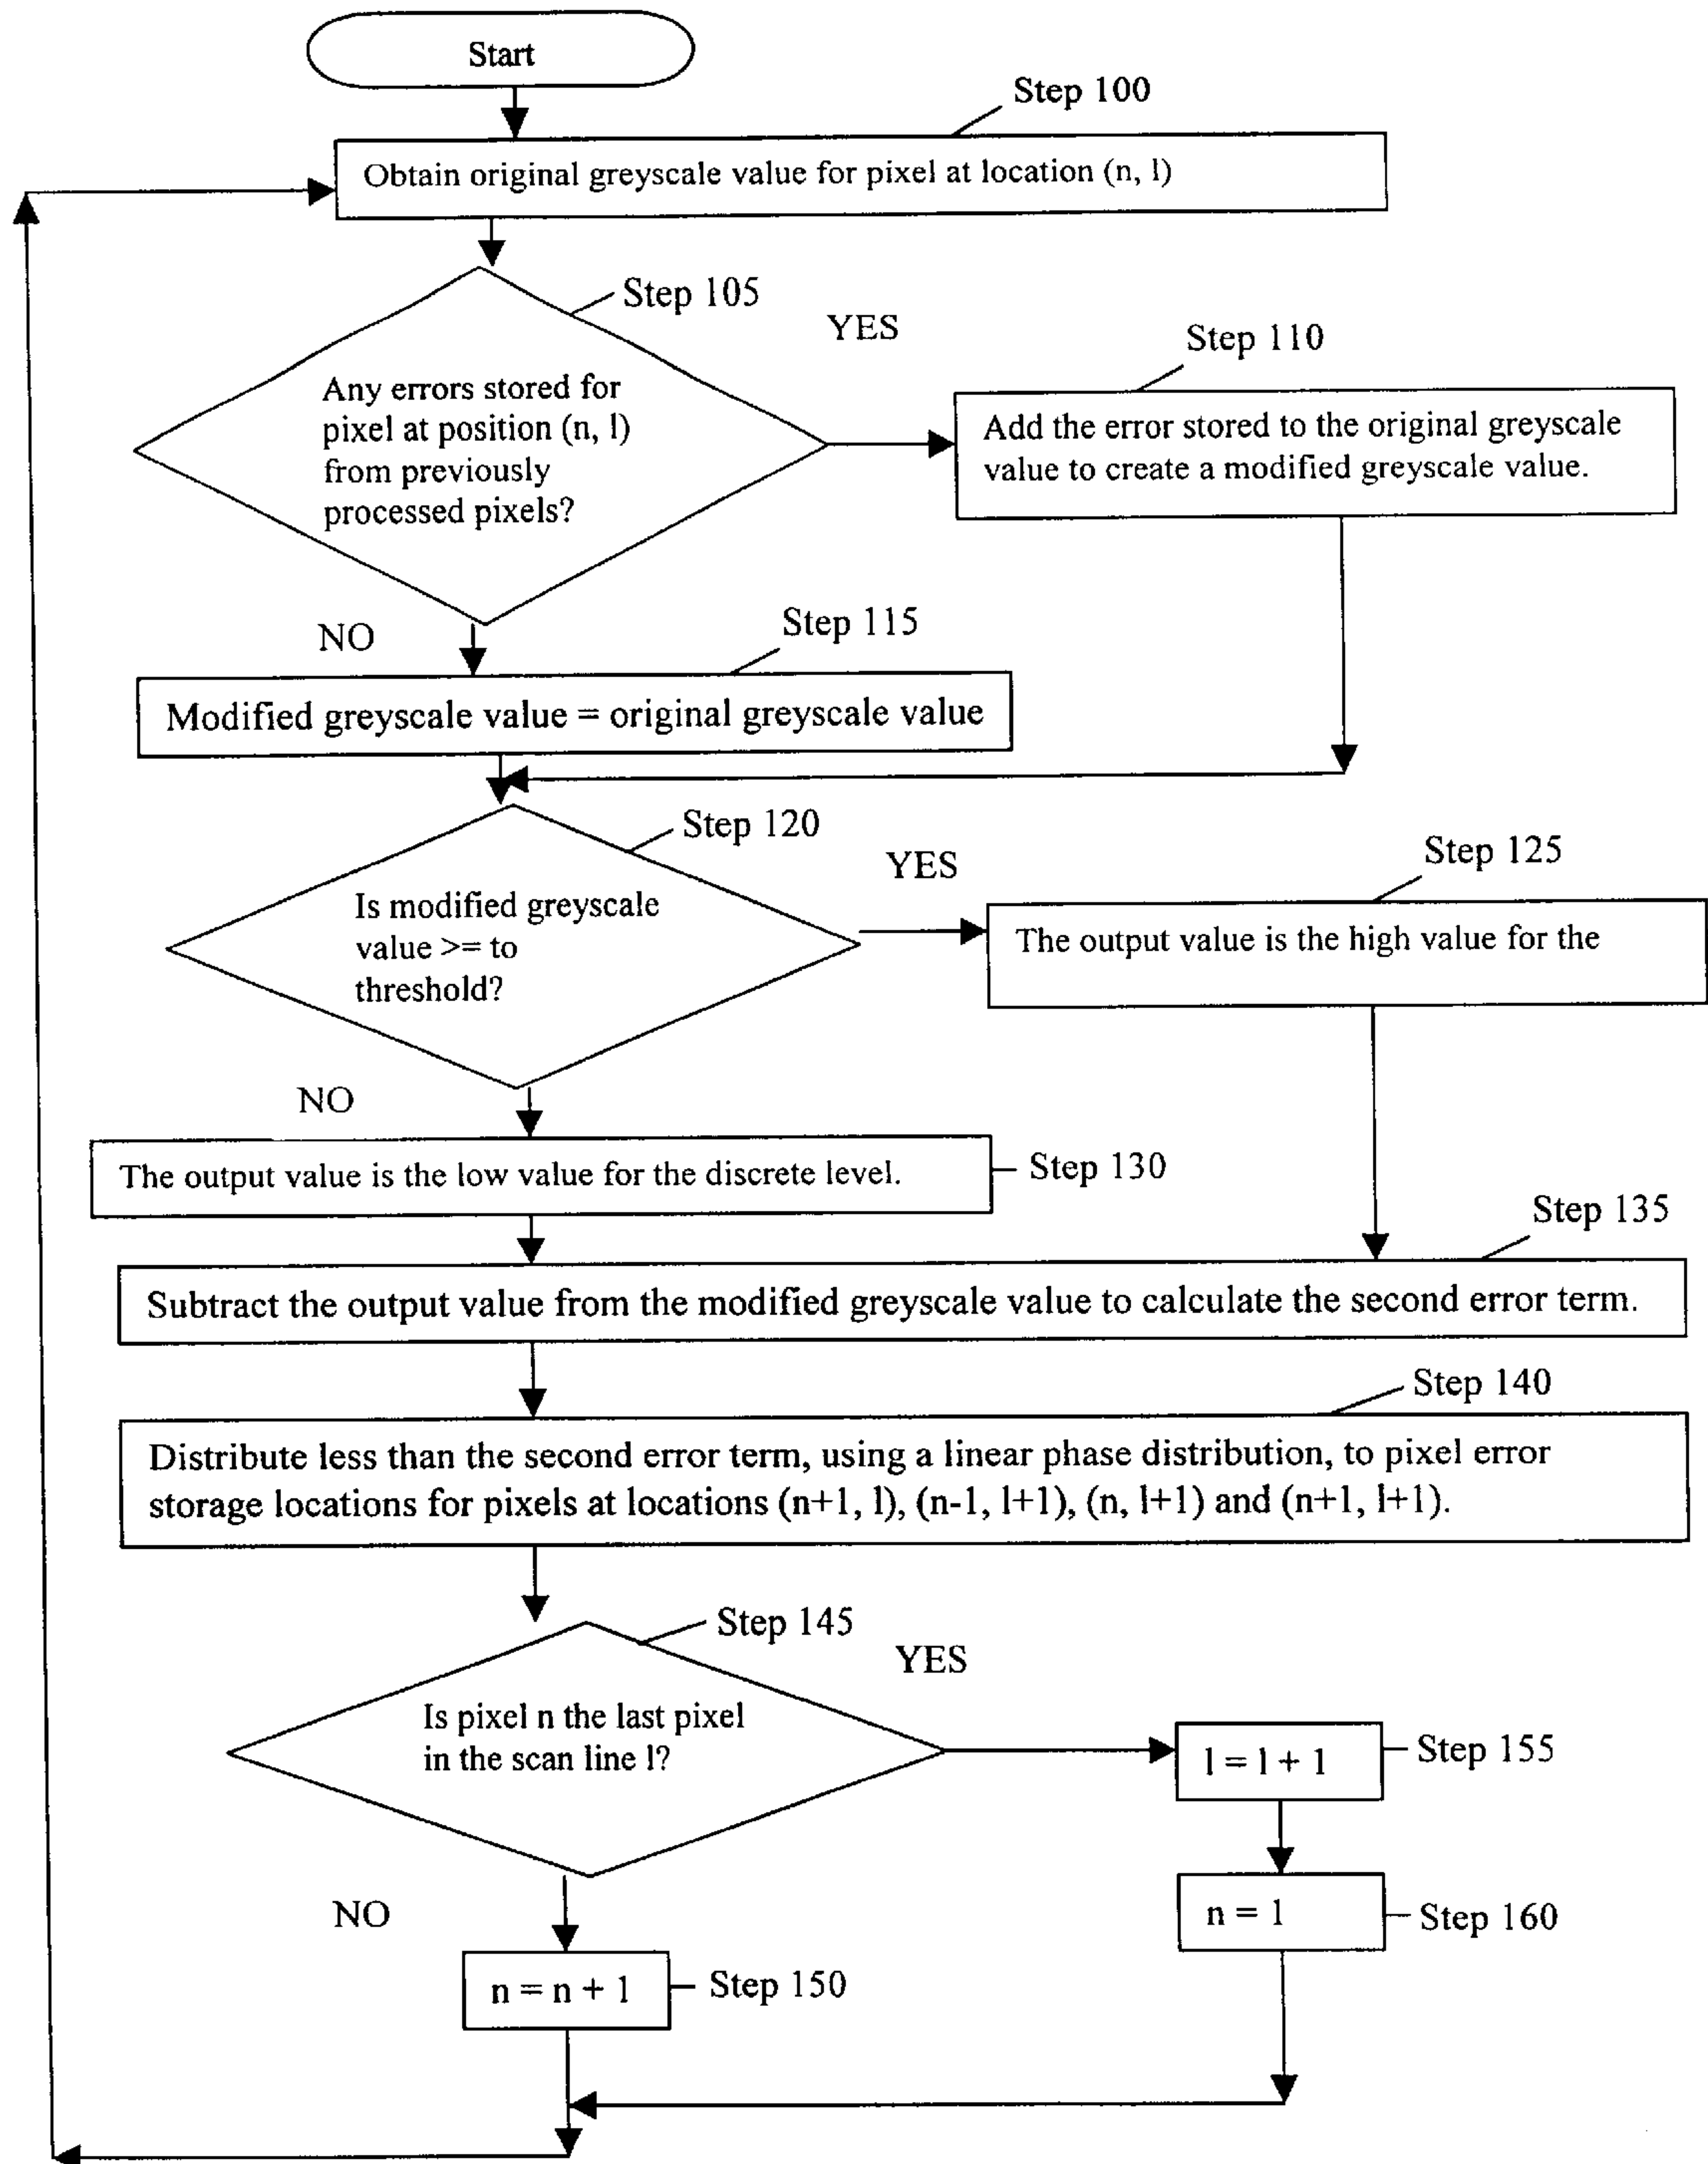 Start
Step 100
Obtain original greyscale value for pixel at location (n, l)
Step 105
YES
Step 110
Any errors stored for
pixel at position (n, l)
from previously
processed pixels?
Add the error stored to the original greyscale
value to create a modified greyscale value.
NO
Step 115
Modified greyscale value = original greyscale value
Step 120
YES
Step 125
Is modified greyscale
value >= to
threshold?
The output value is the high value for the
NO
The output value is the low value for the discrete level.
Step 130
Step 135
Subtract the output value from the modified greyscale value to calculate the second error term.
Step 140
Distribute less than the second error term, using a linear phase distribution, to pixel error
storage locations for pixels at locations (n+1, l), (n-1, l+1), (n, l+1) and (n+1, l+1).
Step 145
YES
Is pixel n the last pixel
in the scan line l?
l = l + 1
Step 155
NO
n = 1
Step 160
n = n + 1
Step 150